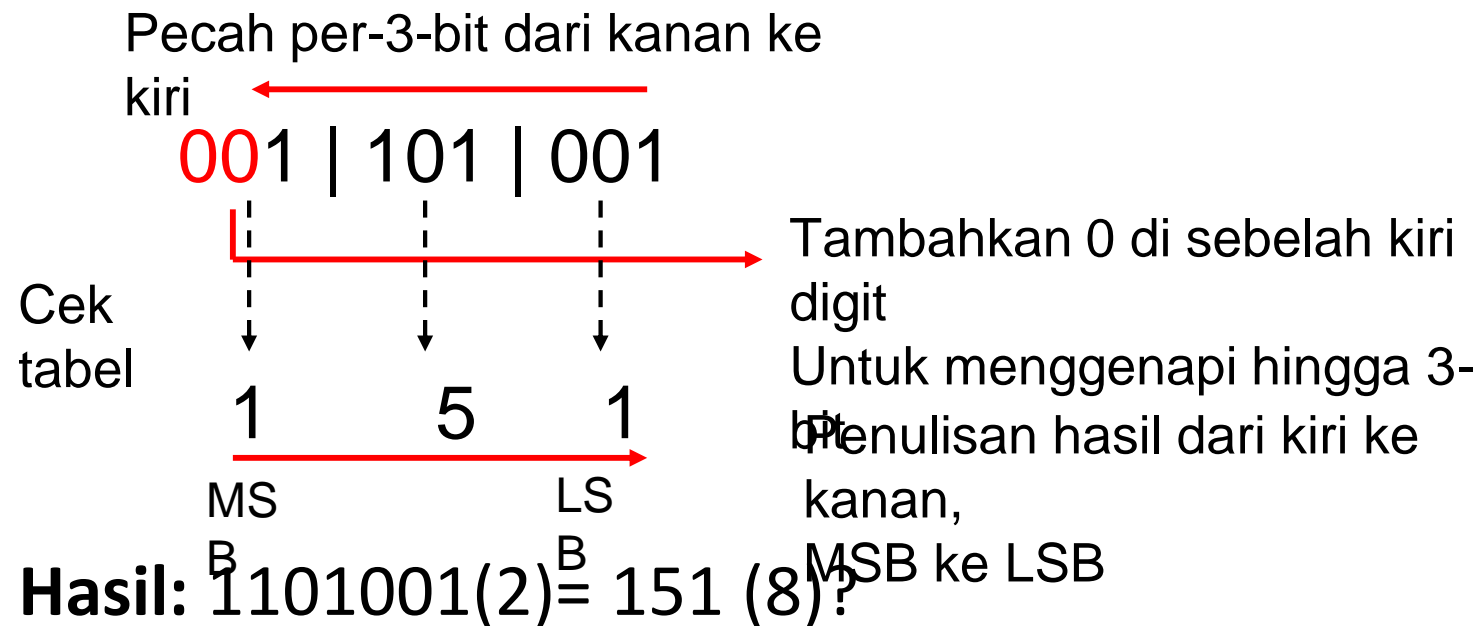 Pecah per-3-bit dari kanan ke
kiri
001 | 101 | 001
Tambahkan 0 di sebelah kiri
digit
Untuk menggenapi hingga 3-
bit
Cek
tabel
1 5 1
Penulisan hasil dari kiri ke
kanan,
MSB ke LSB
MS
B
LS
B
Hasil: 1101001(2)= 151 (8)?